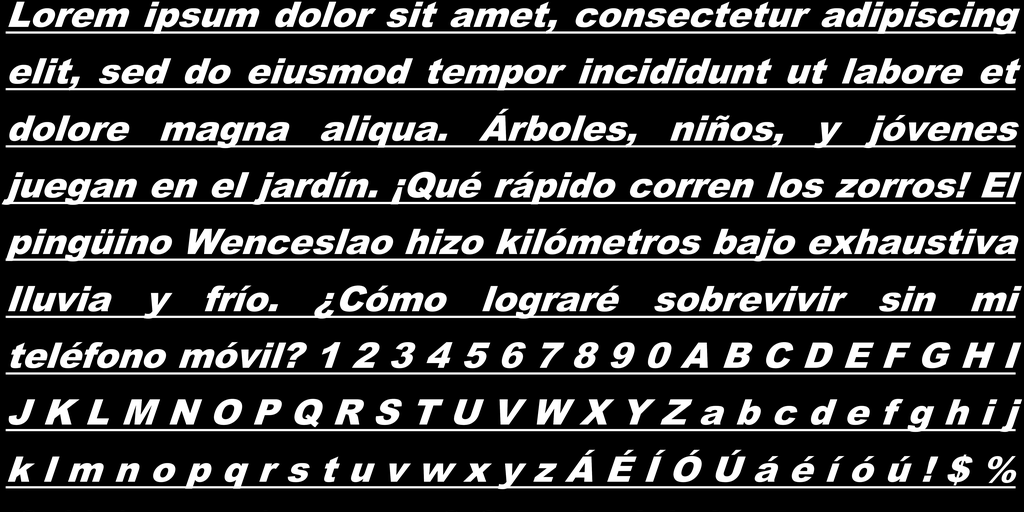 Lorem ipsum dolor sit amet, consectetur adipiscing
elit, sed do eiusmod tempor incididunt ut labore et
dolore magna aliqua. Árboles, niños, y jóvenes
juegan en el jardín. ¡Qué rápido corren los zorros! El
pingüino Wenceslao hizo kilómetros bajo exhaustiva
lluvia y frío. ¿Cómo lograré sobrevivir sin mi
teléfono móvil? 1 2 3 4 5 6 7 8 9 0 A B C D E F G H I
J K L M N O P Q R S T U V W X Y Z a b c d e f g h i j
k l m n o p q r s t u v w x y z Á É Í Ó Ú á é í ó ú ! $ %